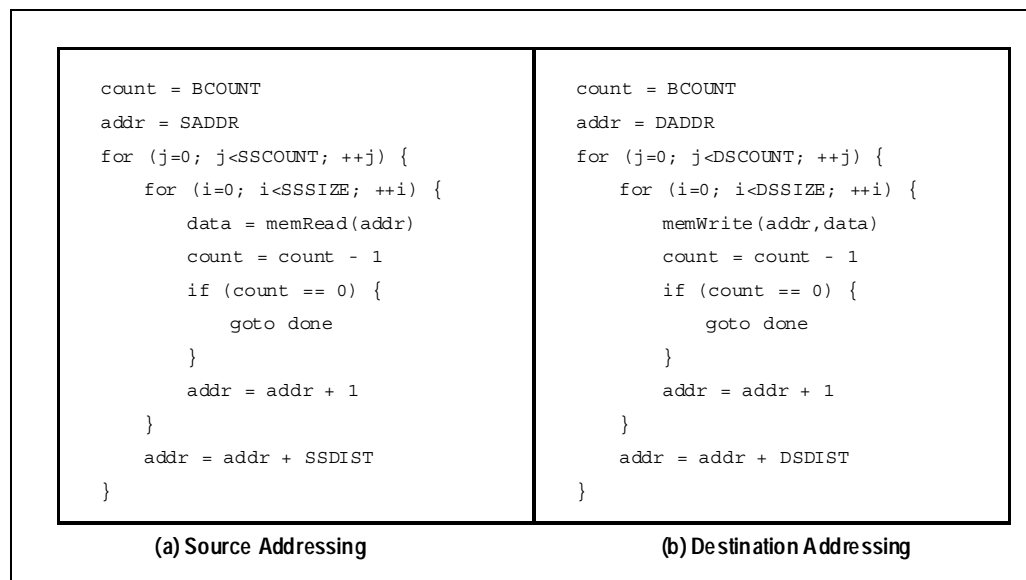 count = BCOUNT
addr = SADDR
for (j=0; j<SSCOUNT; ++j) {
    for (i=0; i<SSSIZE; ++i) {
        data = memRead(addr)
        count = count - 1
        if (count == 0) {
            goto done
        }
        addr = addr + 1
    }
    addr = addr + SSDIST
}
(a) Source Addressing
count = BCOUNT
addr = DADDR
for (j=0; j<DSCOUNT; ++j) {
    for (i=0; i<DSSIZE; ++i) {
        memWrite(addr,data)
        count = count - 1
        if (count == 0) {
            goto done
        }
        addr = addr + 1
    }
    addr = addr + DSDIST
}
(b) Destination Addressing